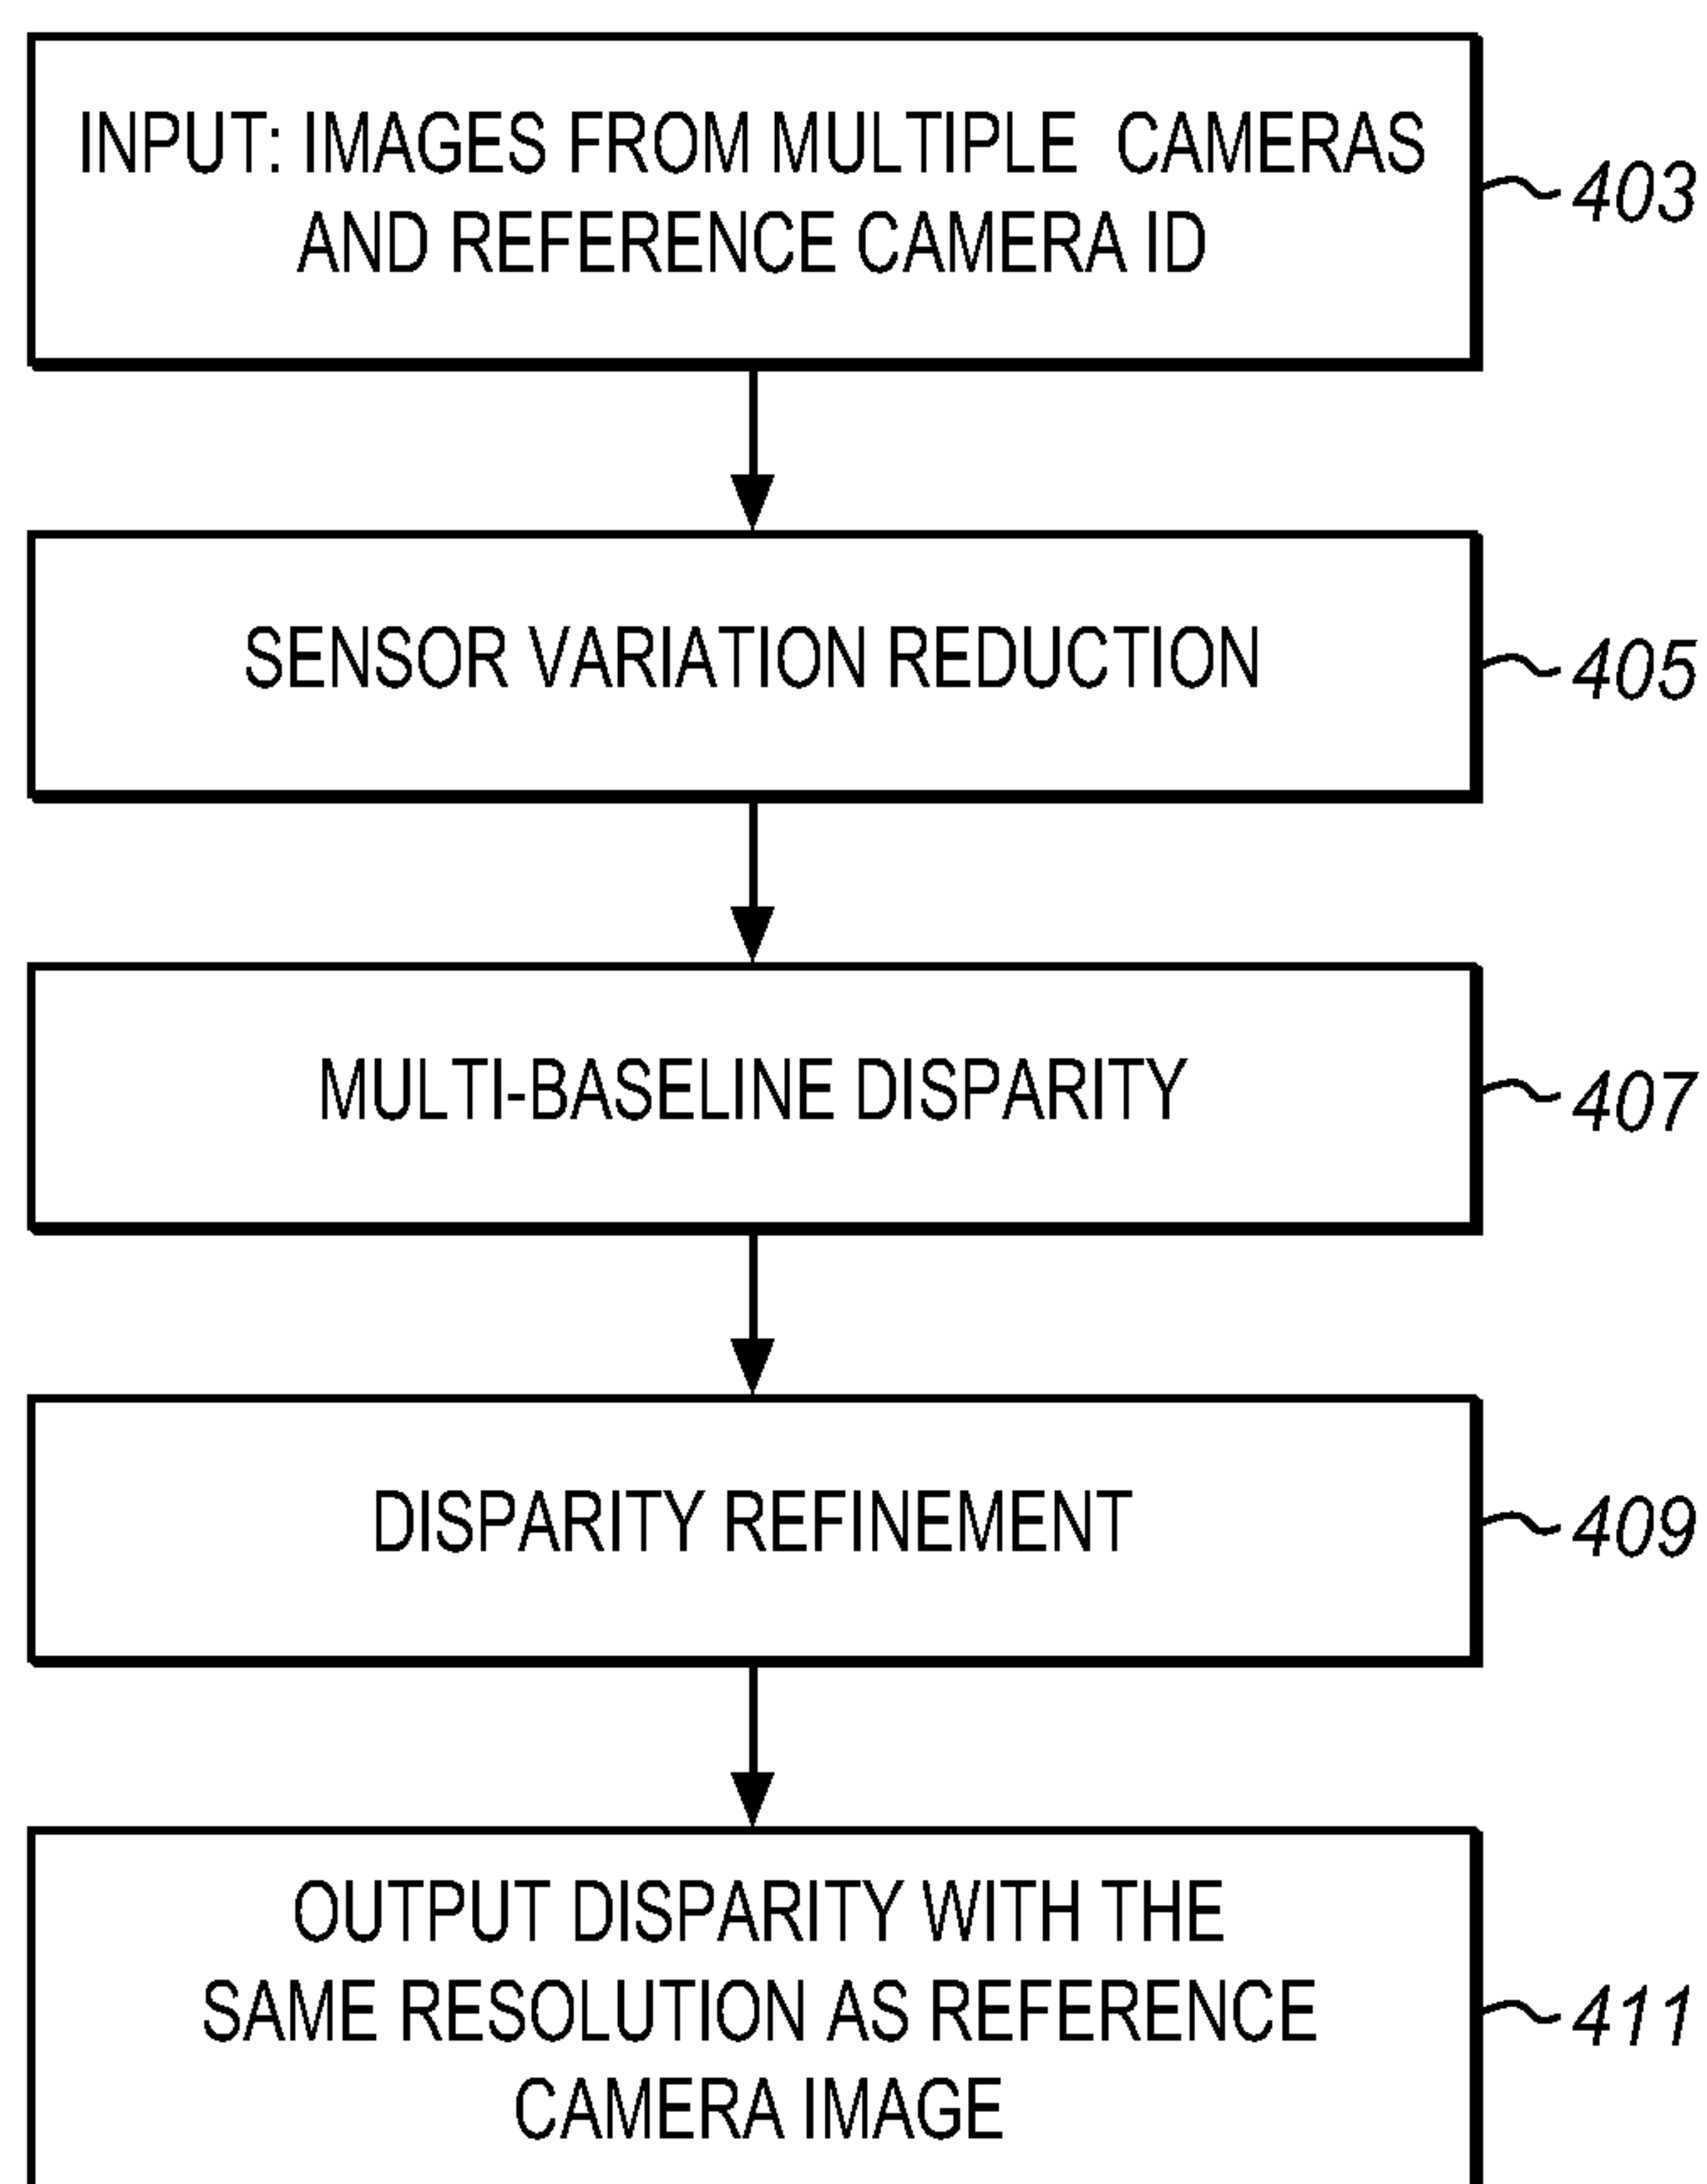 INPUT: IMAGES FROM MULTIPLE CAMERAS
AND REFERENCE CAMERA ID
403
SENSOR VARIATION REDUCTION
405
MULTI-BASELINE DISPARITY
407
DISPARITY REFINEMENT
409
OUTPUT DISPARITY WITH THE
SAME RESOLUTION AS REFERENCE
CAMERA IMAGE
411